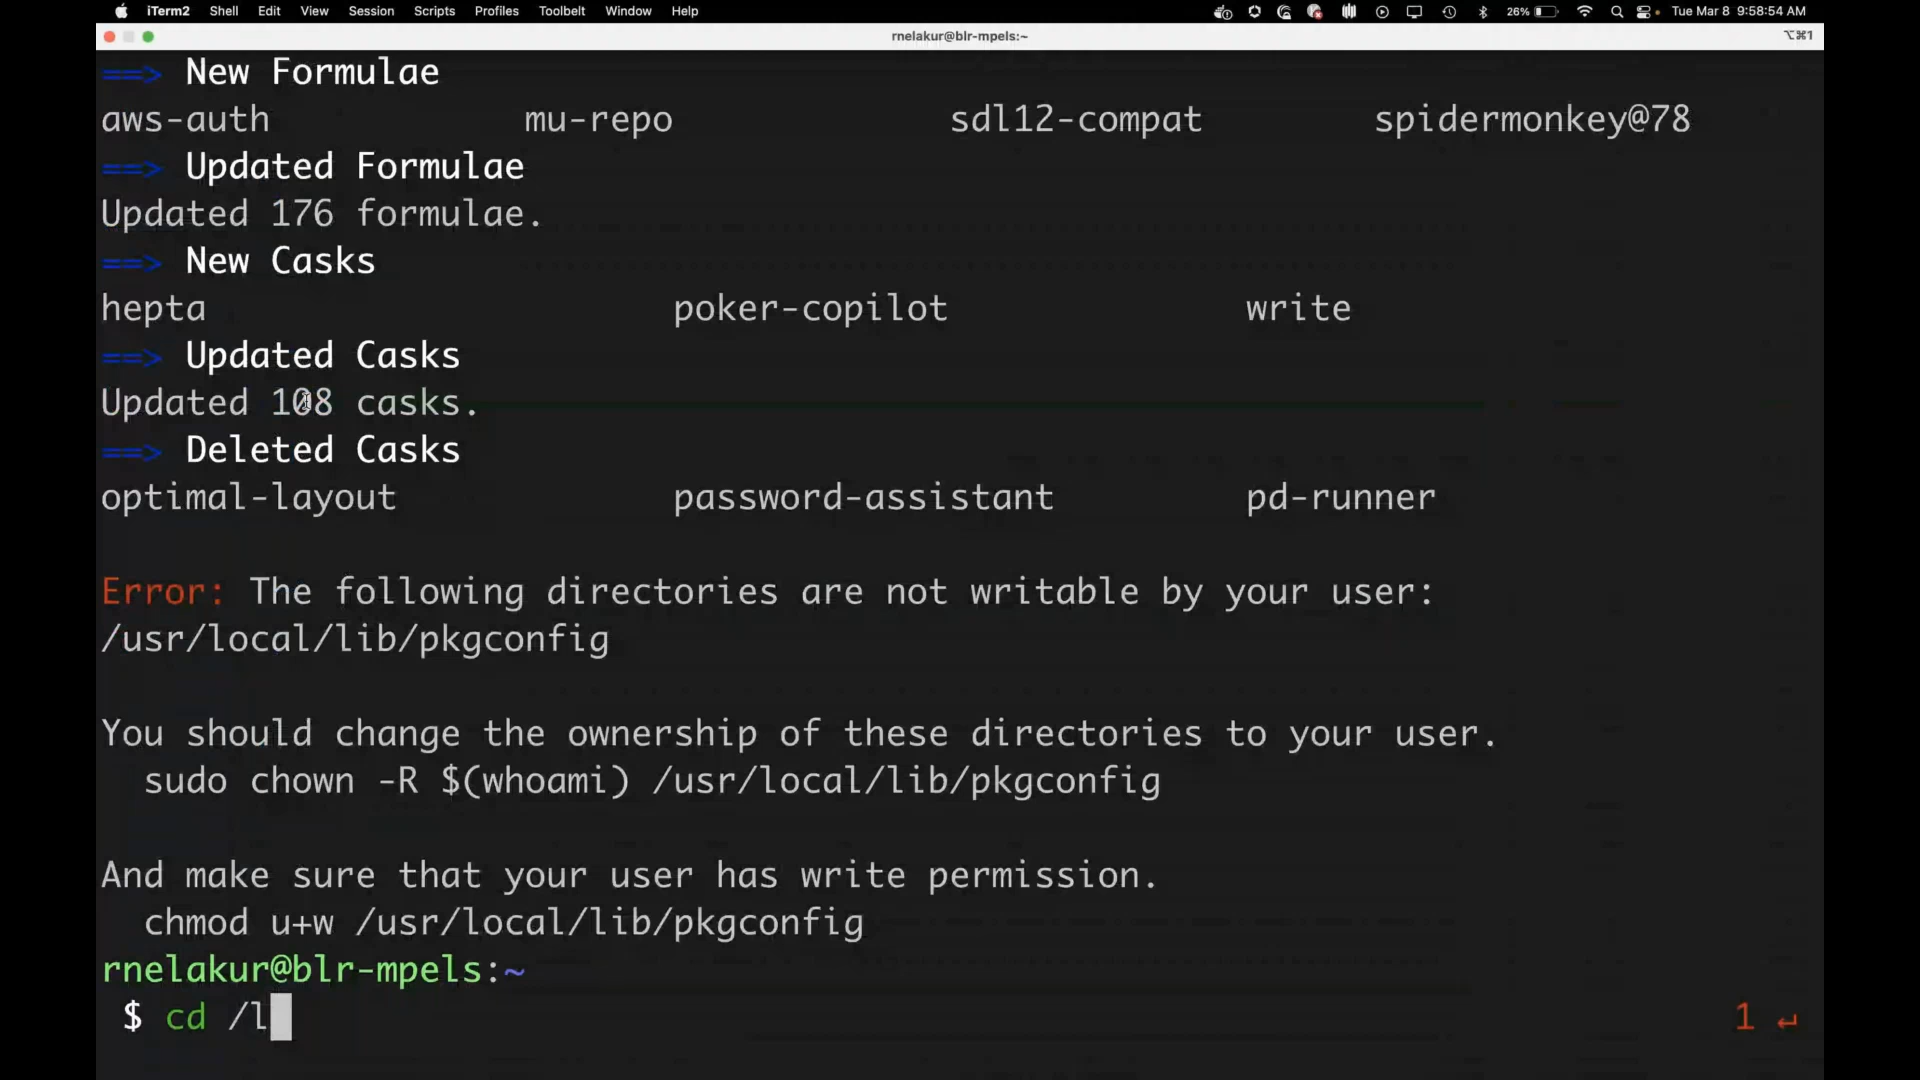 iTerm2 Shell Edit View Session Scripts Profiles Toolbelt Window Help 26% Tue Mar 8 9:58:54 AM
rnelakur@blr-mpels:~ ⌥⌘1
==> New Formulae
aws-auth mu-repo sdl12-compat spidermonkey@78
==> Updated Formulae
Updated 176 formulae.
==> New Casks
hepta poker-copilot write
==> Updated Casks
Updated 108 casks.
==> Deleted Casks
optimal-layout password-assistant pd-runner
Error: The following directories are not writable by your user:
/usr/local/lib/pkgconfig
You should change the ownership of these directories to your user.
sudo chown -R $(whoami) /usr/local/lib/pkgconfig
And make sure that your user has write permission.
chmod u+w /usr/local/lib/pkgconfig
rnelakur@blr-mpels:~
$ cd /l 1 ↵